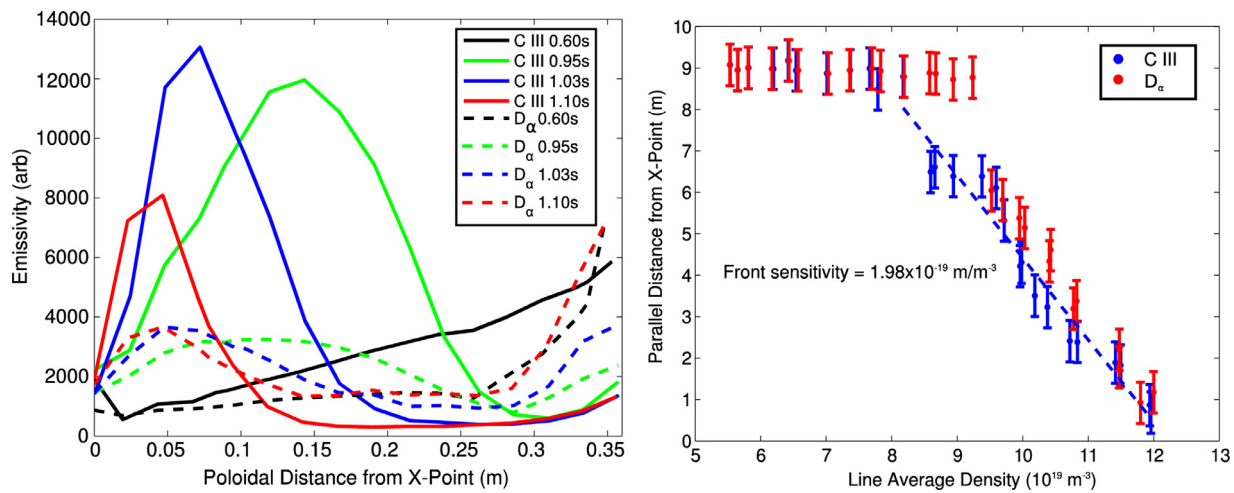 14000
12000
10000
8000
6000
4000
2000
0
Emissivity (arb)
0 0.05 0.1 0.15 0.2 0.25 0.3 0.35
Poloidal Distance from X-Point (m)
C III 0.60s
C III 0.95s
C III 1.03s
C III 1.10s
Dα 0.60s
Dα 0.95s
Dα 1.03s
Dα 1.10s
10
9
8
7
6
5
4
3
2
1
0
Parallel Distance from X-Point (m)
C III
Dα
Front sensitivity = 1.98x10⁻¹⁹ m/m⁻³
5 6 7 8 9 10 11 12 13
Line Average Density (10¹⁹ m⁻³)